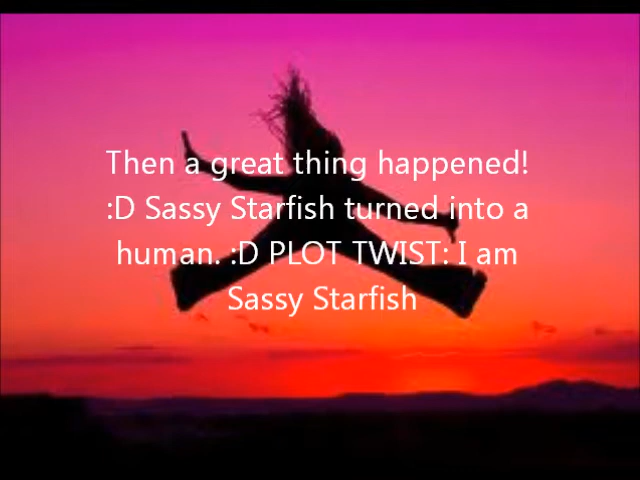 Then a great thing happened!
:D Sassy Starfish turned into a
human. :D PLOT TWIST: I am
Sassy Starfish